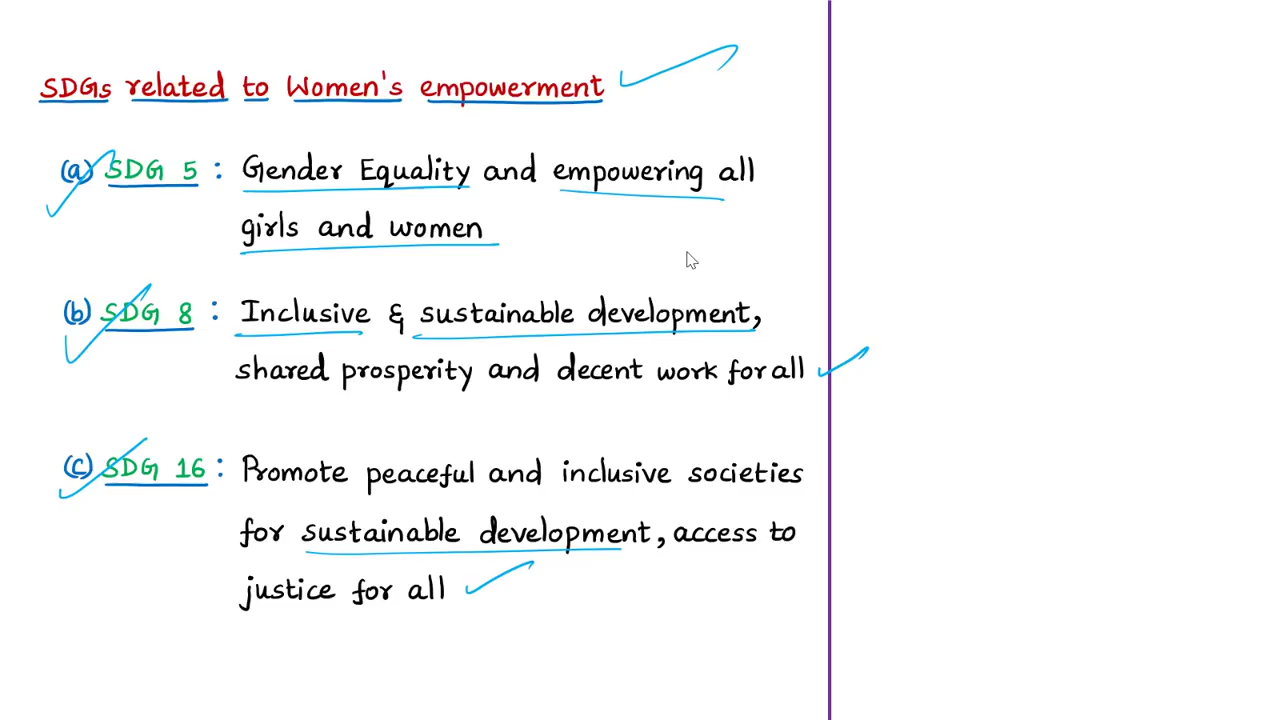 SDGs related to Women's empowerment
(a) SDG 5 : Gender Equality and empowering all
girls and women
(b) SDG 8 : Inclusive & sustainable development,
shared prosperity and decent work for all
(c) SDG 16 : Promote peaceful and inclusive societies
for sustainable development, access to
justice for all